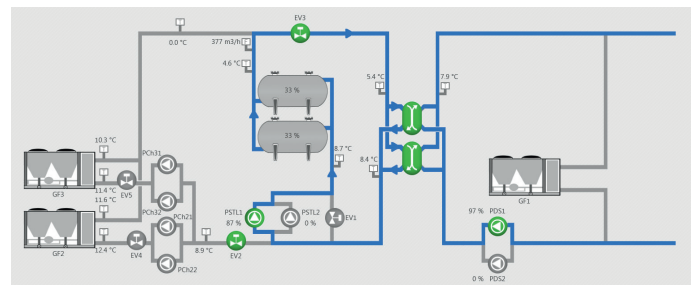 EV3
377 m3/h
F
T
0.0 °C
4.6 °C
T
33 %
33 %
5.4 °C
T
7.9 °C
T
10.3 °C
T
PCh31
8.7 °C
T
8.4 °C
T
GF3
T
11.4 °C
11.6 °C
EV5
PCh32
PCh21
PSTL1
87 %
PSTL2
0 %
EV1
GF1
97 %
PDS1
GF2
T
12.4 °C
EV4
PCh22
T
8.9 °C
EV2
0 %
PDS2